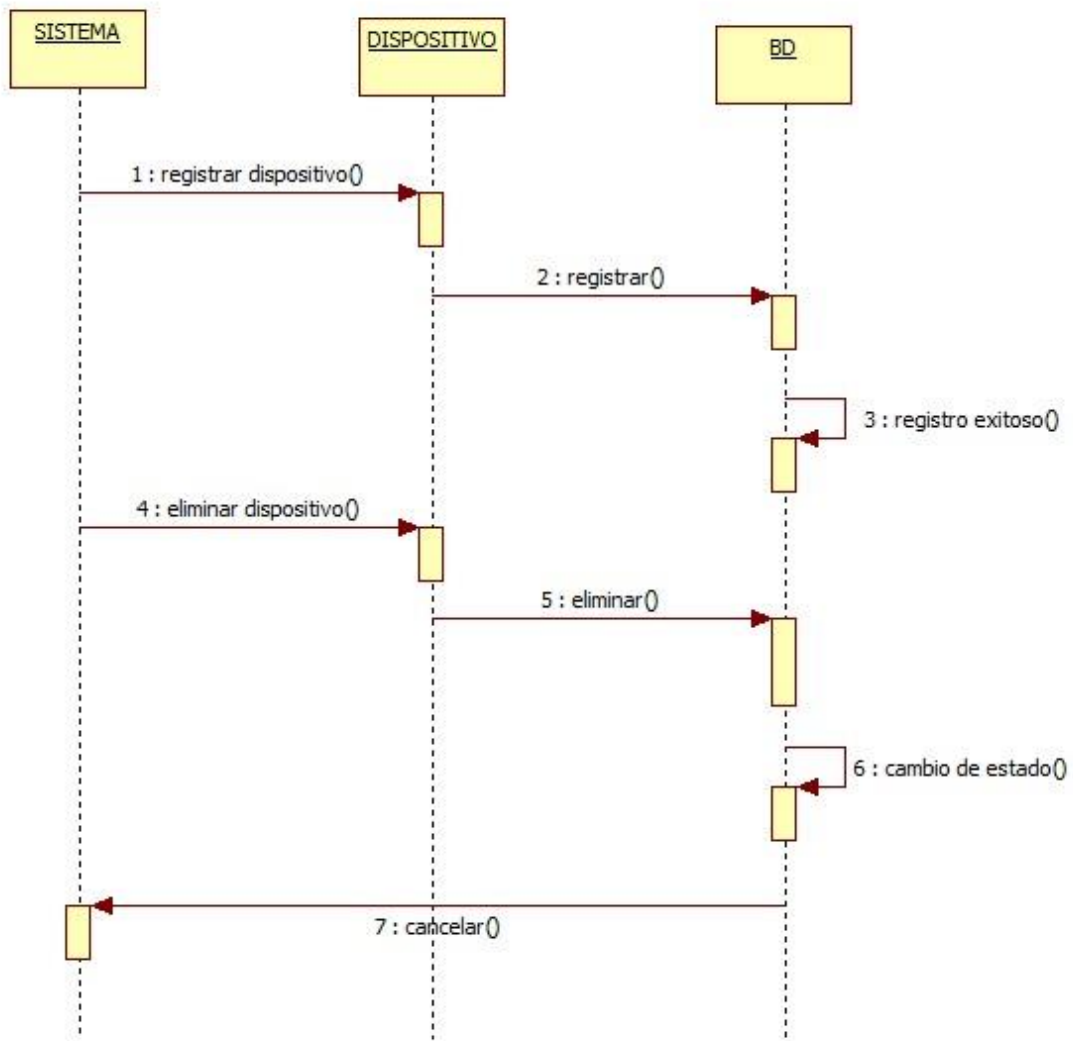 SISTEMA
DISPOSITIVO
BD
1 : registrar dispositivo()
2 : registrar()
3 : registro exitoso()
4 : eliminar dispositivo()
5 : eliminar()
6 : cambio de estado()
7 : cancelar()